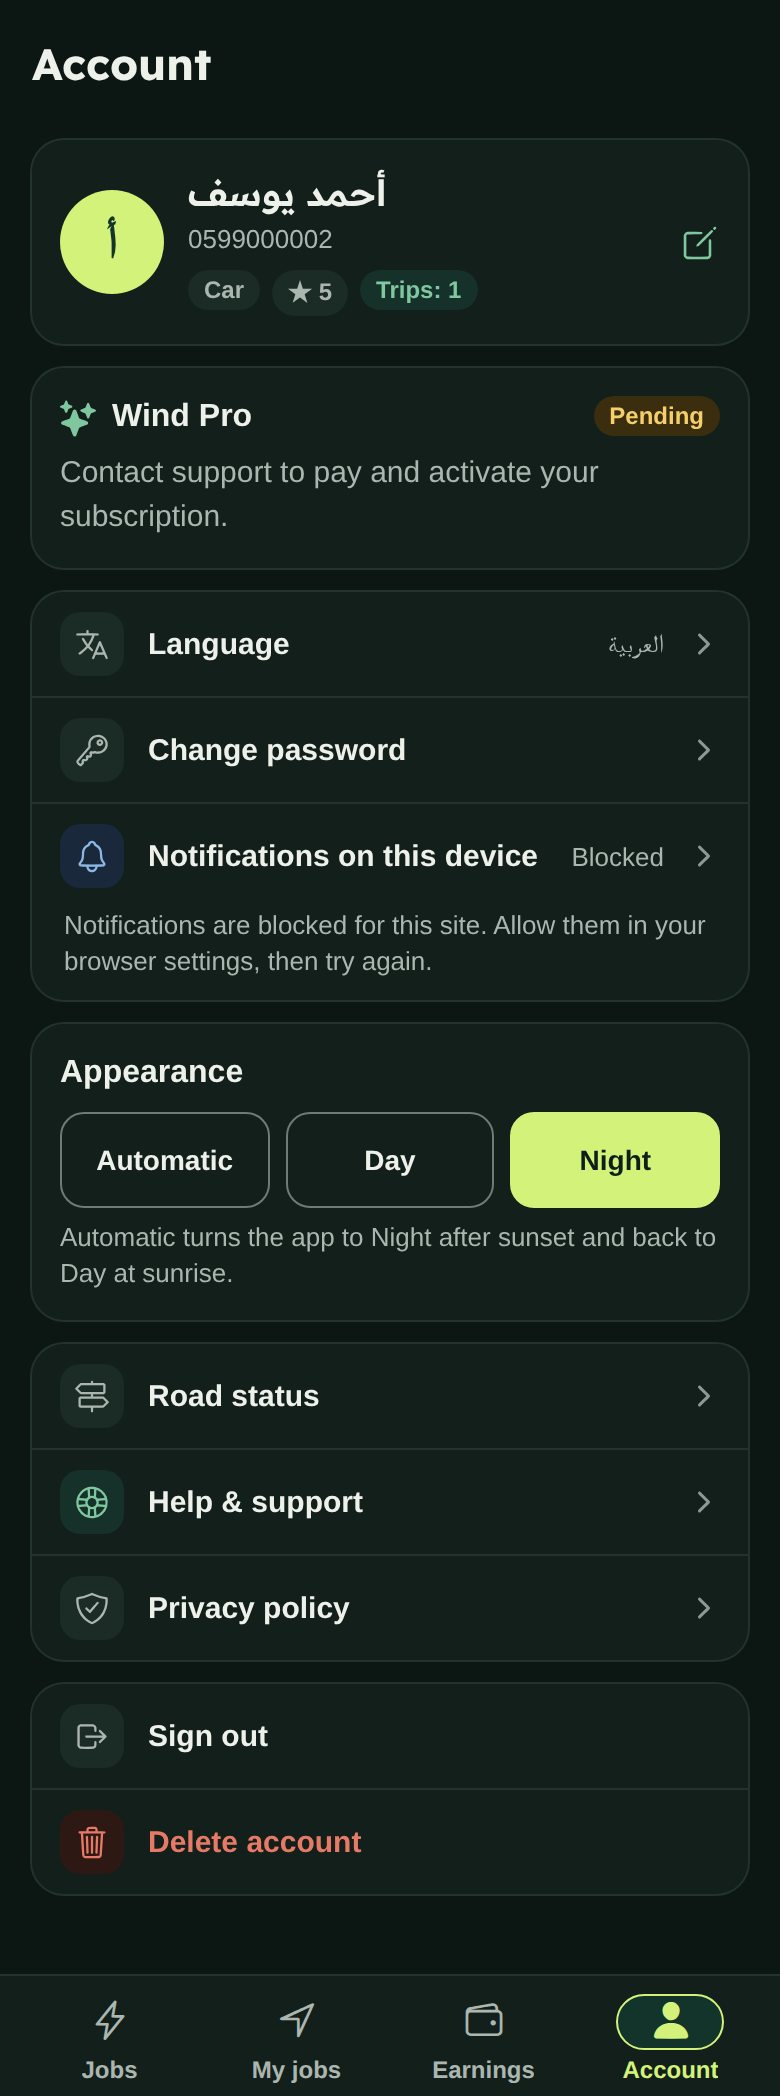 Account
أحمد يوسف
أ
0599000002
Car ★ 5 Trips: 1
Wind Pro Pending
Contact support to pay and activate your
subscription.
Language العربية
Change password
Notifications on this device Blocked
Notifications are blocked for this site. Allow them in your
browser settings, then try again.
Appearance
Automatic Day Night
Automatic turns the app to Night after sunset and back to
Day at sunrise.
Road status
Help & support
Privacy policy
Sign out
Delete account
Jobs My jobs Earnings Account